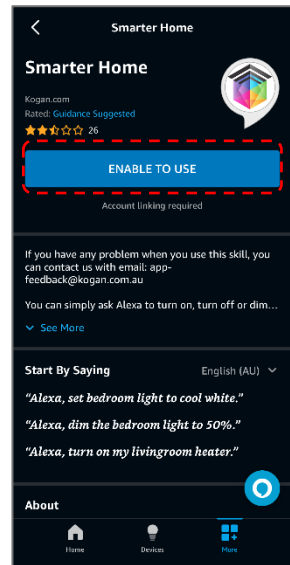 Smarter Home
Smarter Home
Kogan.com
Rated: Guidance Suggested
26
ENABLE TO USE
Account linking required
If you have any problem when you use this skill, you
can contact us with email: app-
feedback@kogan.com.au
You can simply ask Alexa to turn on, turn off or dim...
See More
Start By Saying
English (AU)
“Alexa, set bedroom light to cool white.”
“Alexa, dim the bedroom light to 50%.”
“Alexa, turn on my livingroom heater.”
About
Home
Devices
More